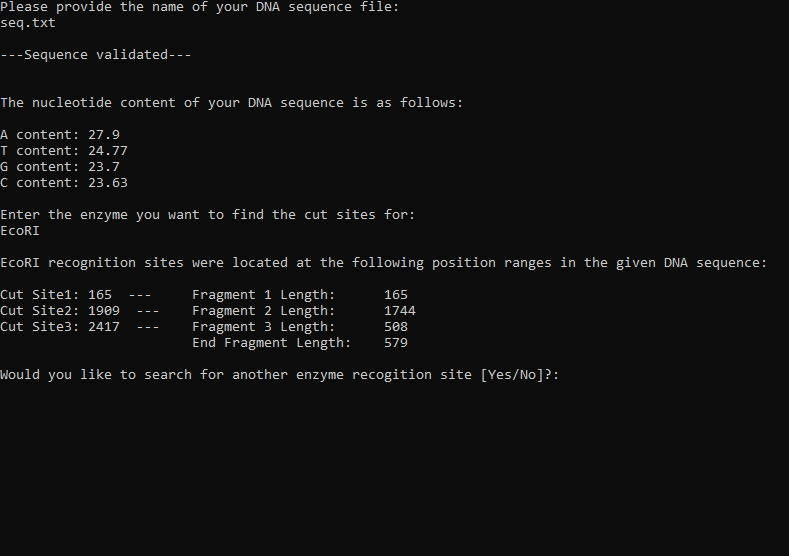 Please provide the name of your DNA sequence file:
seq.txt
---Sequence validated---
The nucleotide content of your DNA sequence is as follows:
A content: 27.9
T content: 24.77
G content: 23.7
C content: 23.63
Enter the enzyme you want to find the cut sites for:
EcoRI
EcoRI recognition sites were located at the following position ranges in the given DNA sequence:
Cut Site1: 165  ---     Fragment 1 Length:      165
Cut Site2: 1909  ---    Fragment 2 Length:      1744
Cut Site3: 2417  ---    Fragment 3 Length:      508
End Fragment Length:    579
Would you like to search for another enzyme recogition site [Yes/No]?: